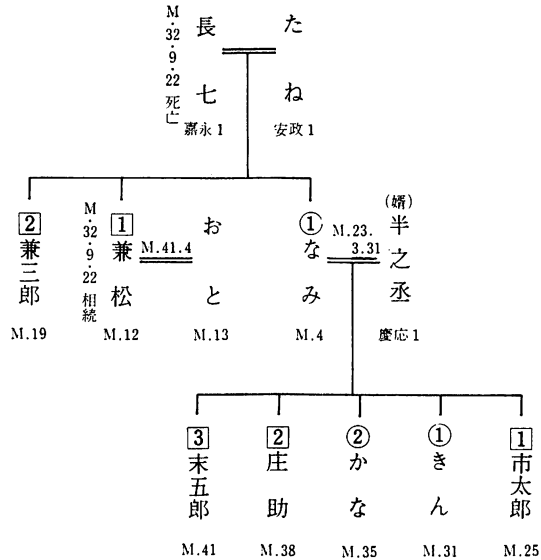 たね
安政1
長七
嘉永1
M・32・9・22 死亡
(婿)
半之丞
慶応1
M.23.
3.31
①なみ
M.4
おと
M.13
M.41.4
1兼松
M.12
M・32・9・22 相続
2兼三郎
M.19
1市太郎
M.25
①きん
M.31
②かな
M.35
2庄助
M.38
3末五郎
M.41